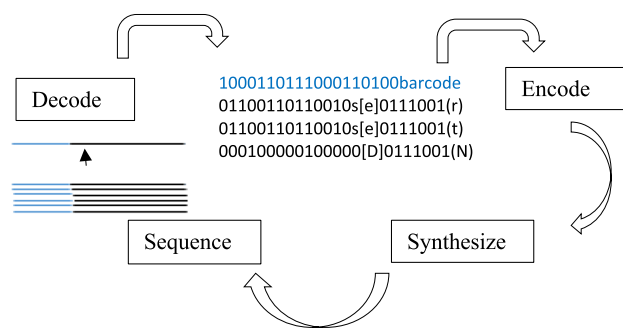 1000110111000110100barcode
01100110110010s[e]0111001(r)
01100110110010s[e]0111001(t)
000100000100000[D]0111001(N)
Encode
Synthesize
Sequence
Decode